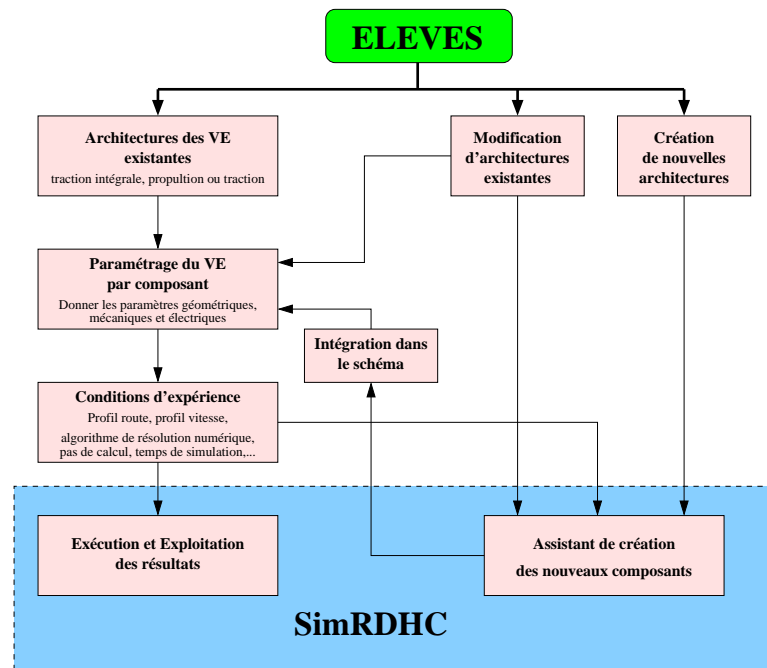 ELEVES
Architectures des VE
existantes
traction intégrale, propultion ou traction
Modification
d'architectures
existantes
Création
de nouvelles
architectures
Paramétrage du VE
par composant
Donner les paramètres géométriques,
mécaniques et électriques
Intégration dans
le schéma
Conditions d'expérience
Profil route, profil vitesse,
algorithme de résolution numérique,
pas de calcul, temps de simulation,...
Exécution et Exploitation
des résultats
Assistant de création
des nouveaux composants
SimRDHC